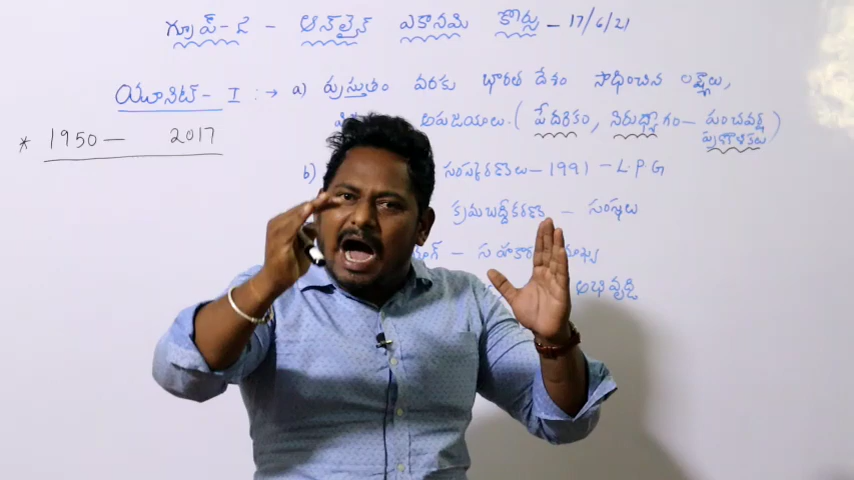 గ్రూప్-2 - ఆన్‌లైన్ ఎకానమి కోర్సు - 17/6/21
యూనిట్ - I :→ a) ప్రస్తుతం వరకు భారత దేశం సాధించిన లక్ష్యాలు,
అపజయాలు. ( పేదరికం, నిరుద్యోగం - పంచవర్ష
ప్రణాళికలు )
* 1950 - 2017
b) సంస్కరణలు - 1991 - L.P.G
క్రమబద్ధీకరణ - సంస్థలు
- సహకార
అభివృద్ధి